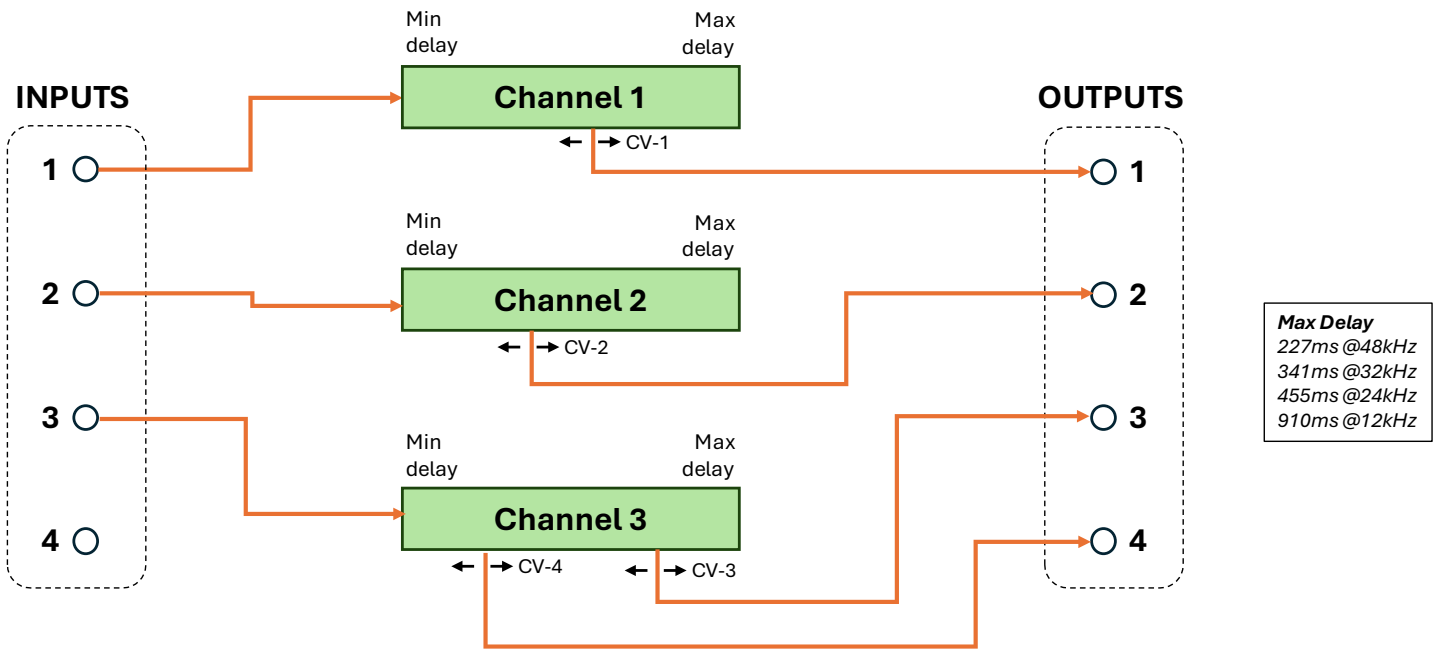 INPUTS
1
2
3
4
Min
delay
Max
delay
Channel 1
CV-1
Min
delay
Max
delay
Channel 2
CV-2
Min
delay
Max
delay
Channel 3
CV-4
CV-3
OUTPUTS
1
2
3
4
Max Delay
227ms @48kHz
341ms @32kHz
455ms @24kHz
910ms @12kHz